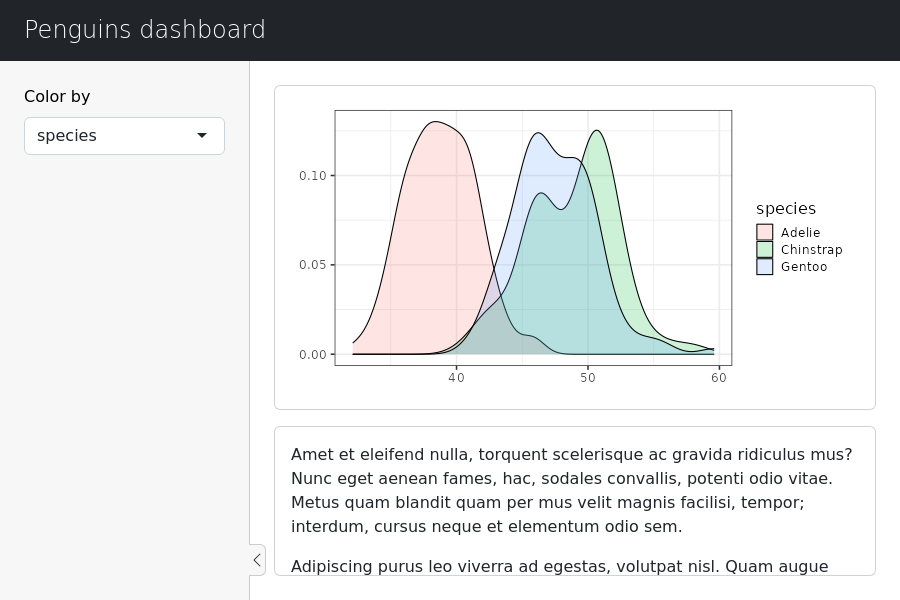 Penguins dashboard
Color by
species
0.10
0.05
0.00
40
50
60
species
Adelie
Chinstrap
Gentoo
Amet et eleifend nulla, torquent scelerisque ac gravida ridiculus mus?
Nunc eget aenean fames, hac, sodales convallis, potenti odio vitae.
Metus quam blandit quam per mus velit magnis facilisi, tempor;
interdum, cursus neque et elementum odio sem.
Adipiscing purus leo viverra ad egestas, volutpat nisl. Quam augue